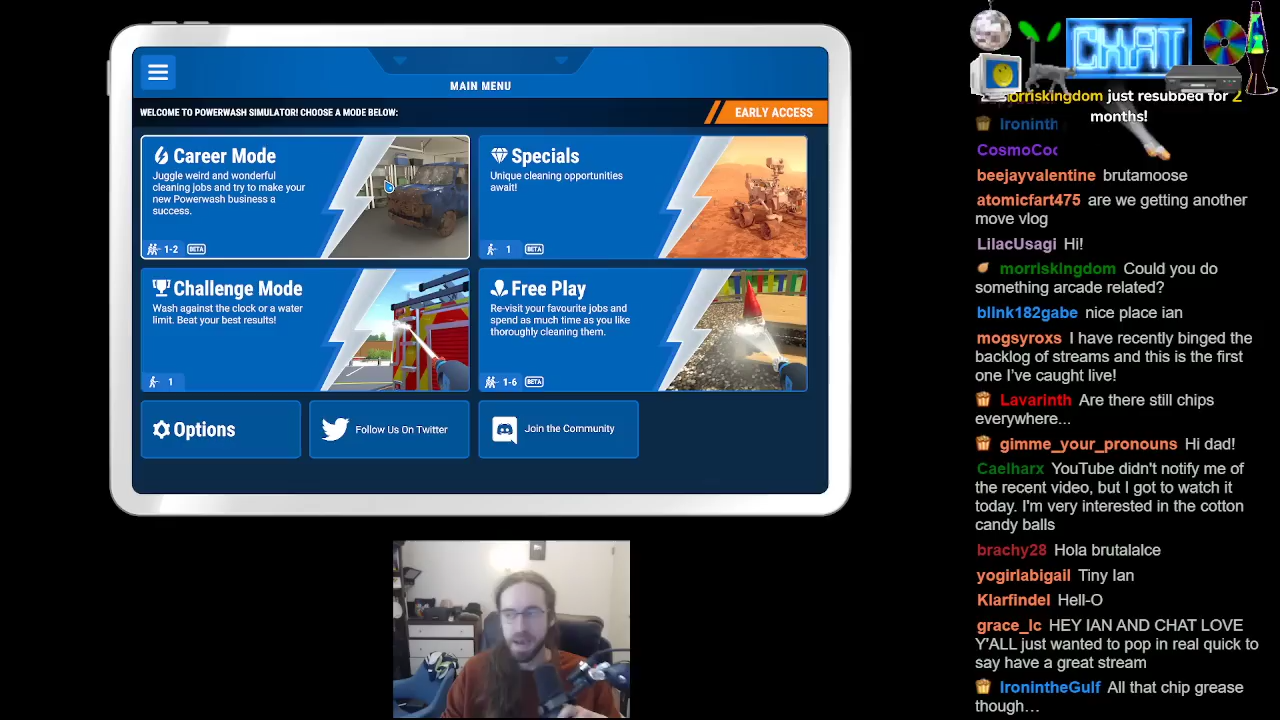 MAIN MENU
WELCOME TO POWERWASH SIMULATOR! CHOOSE A MODE BELOW:
EARLY ACCESS
Career Mode
Juggle weird and wonderful
cleaning jobs and try to make your
new Powerwash business a
success.
1-2 BETA
Specials
Unique cleaning opportunities
await!
1 BETA
Challenge Mode
Wash against the clock or a water
limit. Beat your best results!
1
Free Play
Re-visit your favourite jobs and
spend as much time as you like
thoroughly cleaning them.
1-6 BETA
Options
Follow Us On Twitter
Join the Community
CHAT
morriskingdom just resubbed for 2
months!
Ironinth
CosmoCoc
beejayvalentine brutamoose
atomicfart475 are we getting another
move vlog
LilacUsagi Hi!
morriskingdom Could you do
something arcade related?
blink182gabe nice place ian
mogsyroxs I have recently binged the
backlog of streams and this is the first
one I've caught live!
Lavarinth Are there still chips
everywhere...
gimme_your_pronouns Hi dad!
Caelharx YouTube didn't notify me of
the recent video, but I got to watch it
today. I'm very interested in the cotton
candy balls
brachy28 Hola brutalalce
yogirlabigail Tiny Ian
Klarfindel Hell-O
grace_lc HEY IAN AND CHAT LOVE
Y'ALL just wanted to pop in real quick to
say have a great stream
IronintheGulf All that chip grease
though…